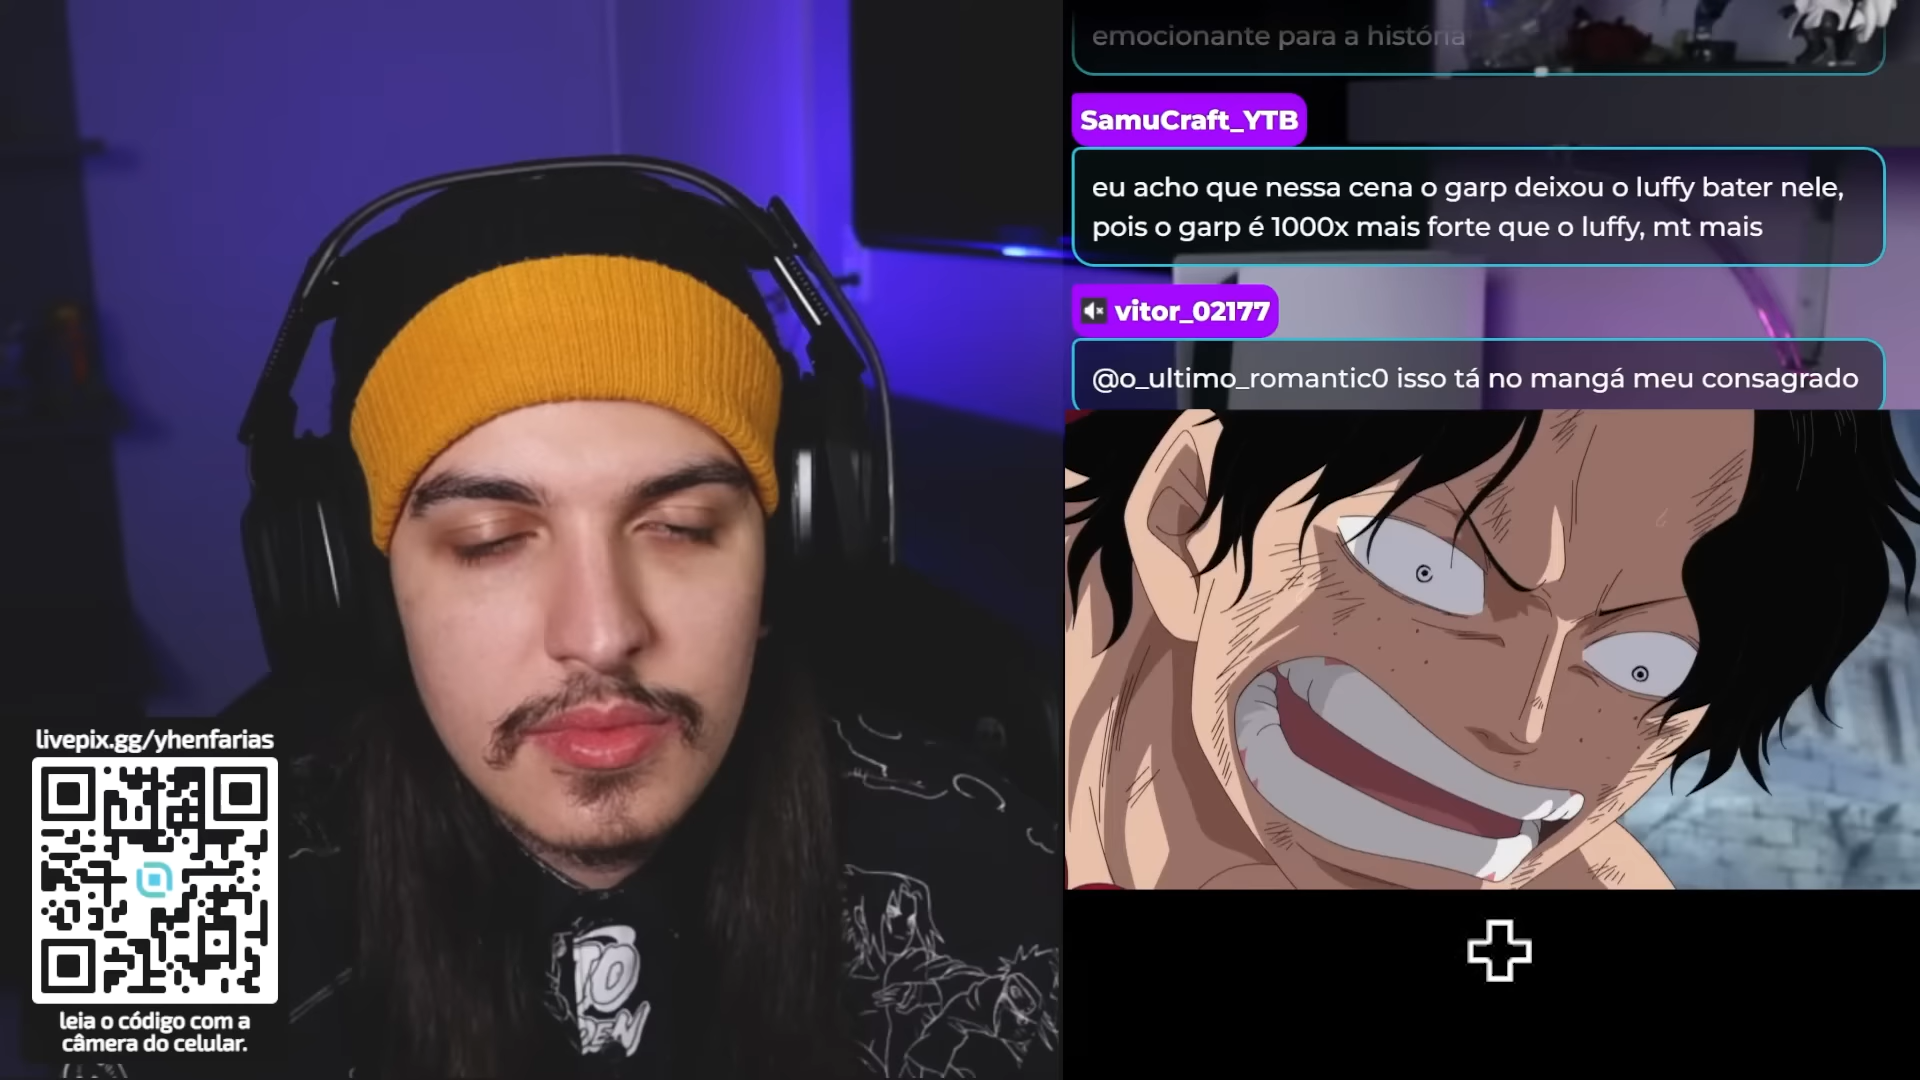 emocionante para a história
SamuCraft_YTB
eu acho que nessa cena o garp deixou o luffy bater nele,
pois o garp é 1000x mais forte que o luffy, mt mais
vitor_02177
@o_ultimo_romantic0 isso tá no mangá meu consagrado
livepix.gg/yhenfarias
leia o código com a
câmera do celular.